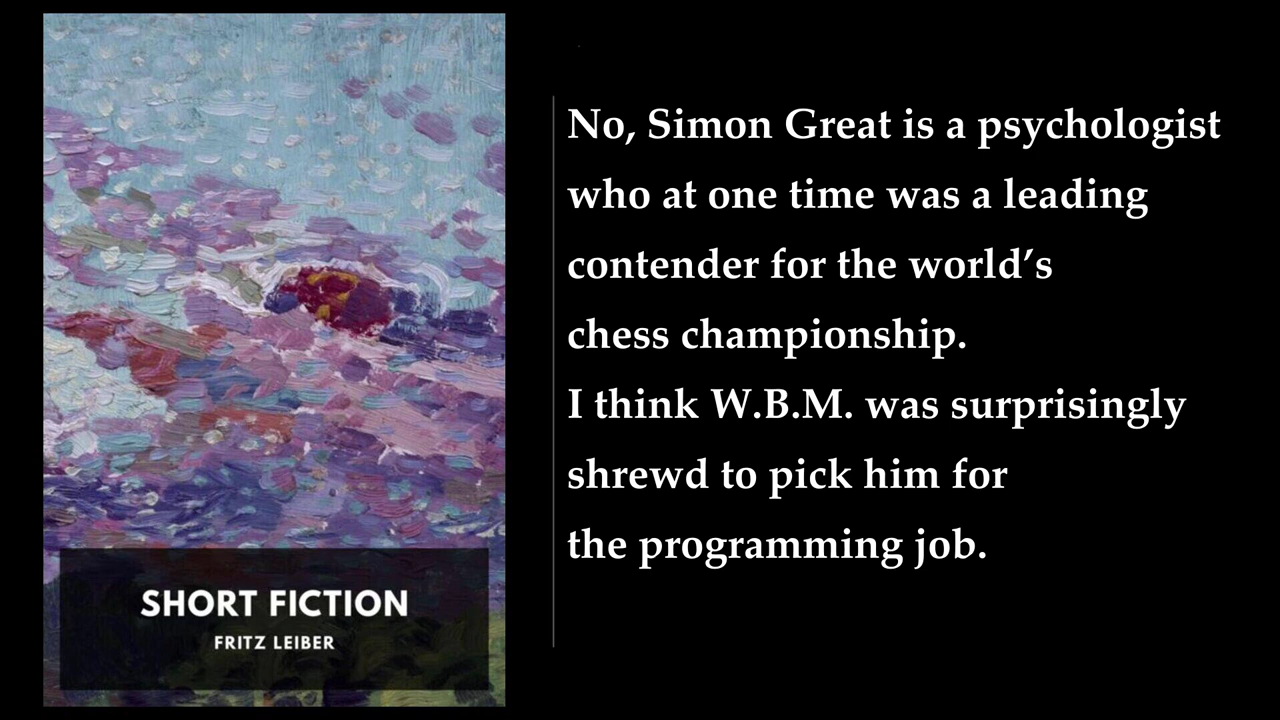 SHORT FICTION
FRITZ LEIBER
No, Simon Great is a psychologist
who at one time was a leading
contender for the world’s
chess championship.
I think W.B.M. was surprisingly
shrewd to pick him for
the programming job.